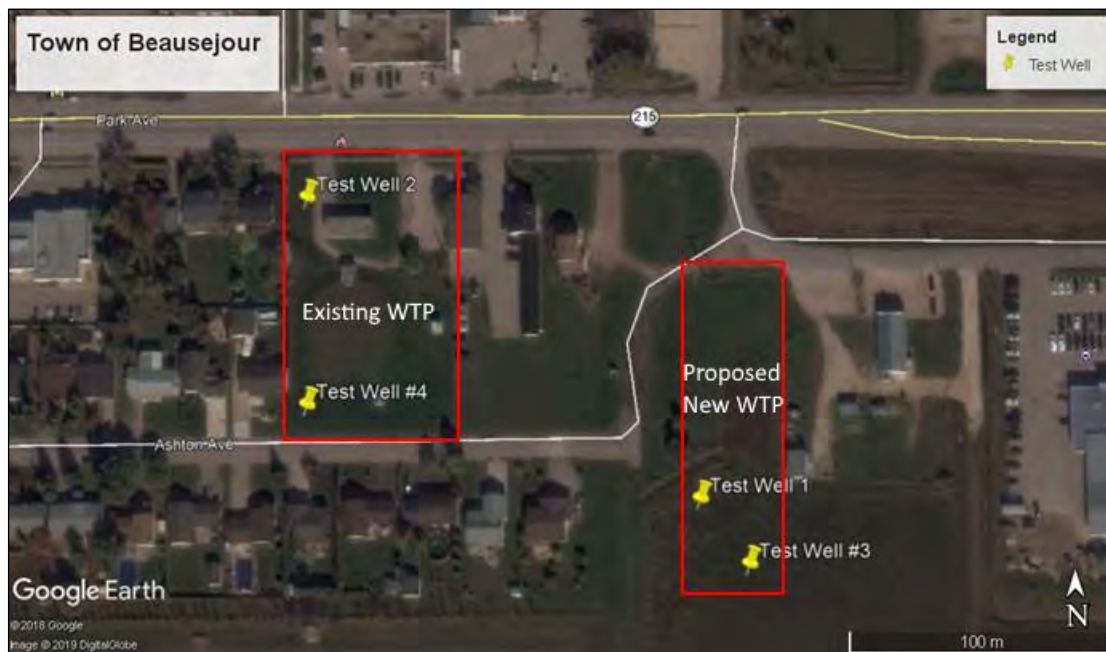 Town of Beausejour
Legend
Test Well
Park Ave
215
Test Well 2
Existing WTP
Test Well #4
Ashton Ave
Proposed
New WTP
Test Well 1
Test Well #3
Google Earth
©2018 Google
Image © 2019 DigitalGlobe
100 m
N